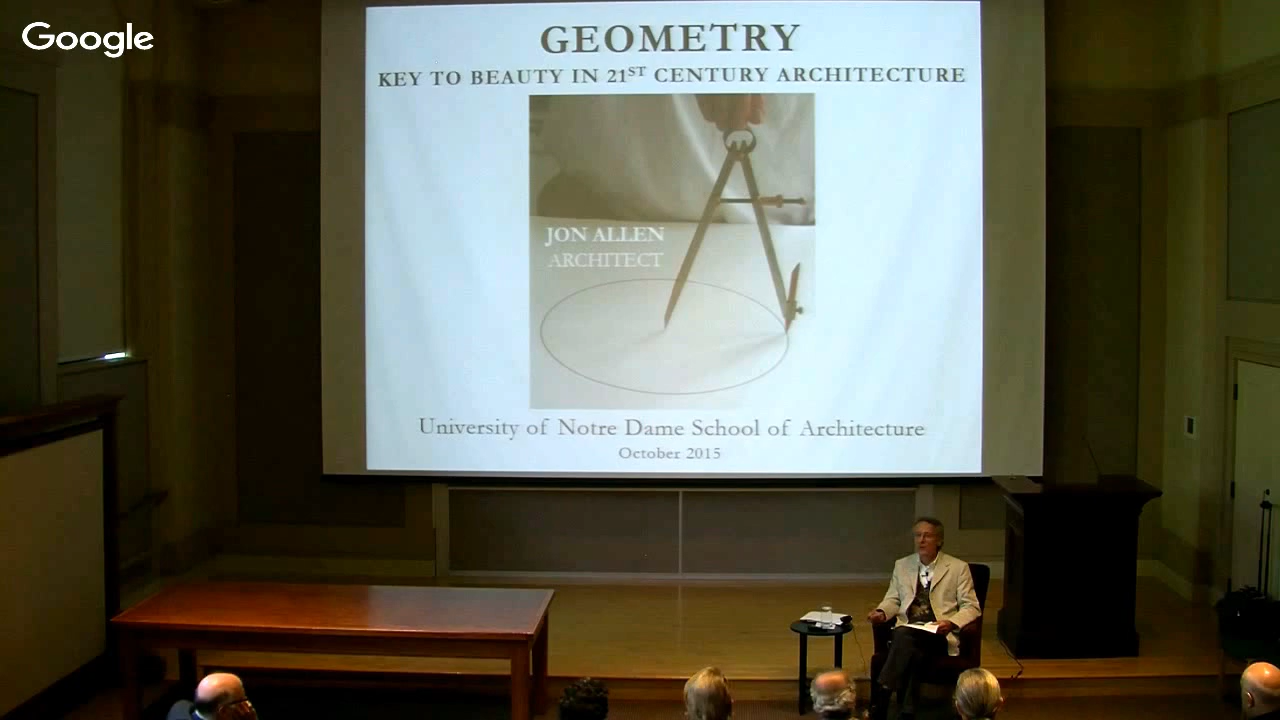 Google
GEOMETRY
KEY TO BEAUTY IN 21ST CENTURY ARCHITECTURE
JON ALLEN
ARCHITECT
University of Notre Dame School of Architecture
October 2015